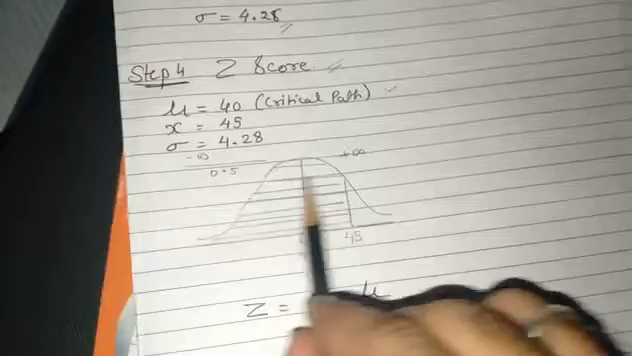 σ = 4.28
Step 4 Z Score
μ = 40 (Critical Path)
x = 45
σ = 4.28
-∞ +∞
0.5
45
Z = μ